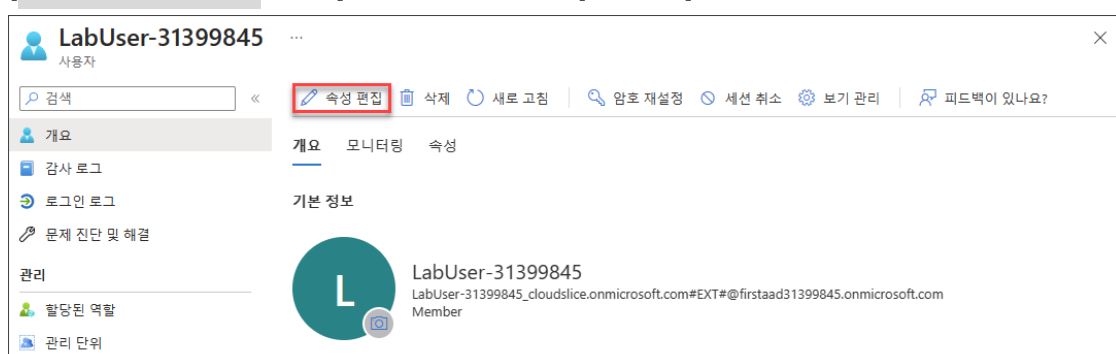 LabUser-31399845 ...
사용자
검색 «
개요
감사 로그
로그인 로그
문제 진단 및 해결
관리
할당된 역할
관리 단위
속성 편집 삭제 새로 고침 암호 재설정 세션 취소 보기 관리 피드백이 있나요?
개요 모니터링 속성
기본 정보
L
LabUser-31399845
LabUser-31399845_cloudslice.onmicrosoft.com#EXT#@firstaad31399845.onmicrosoft.com
Member